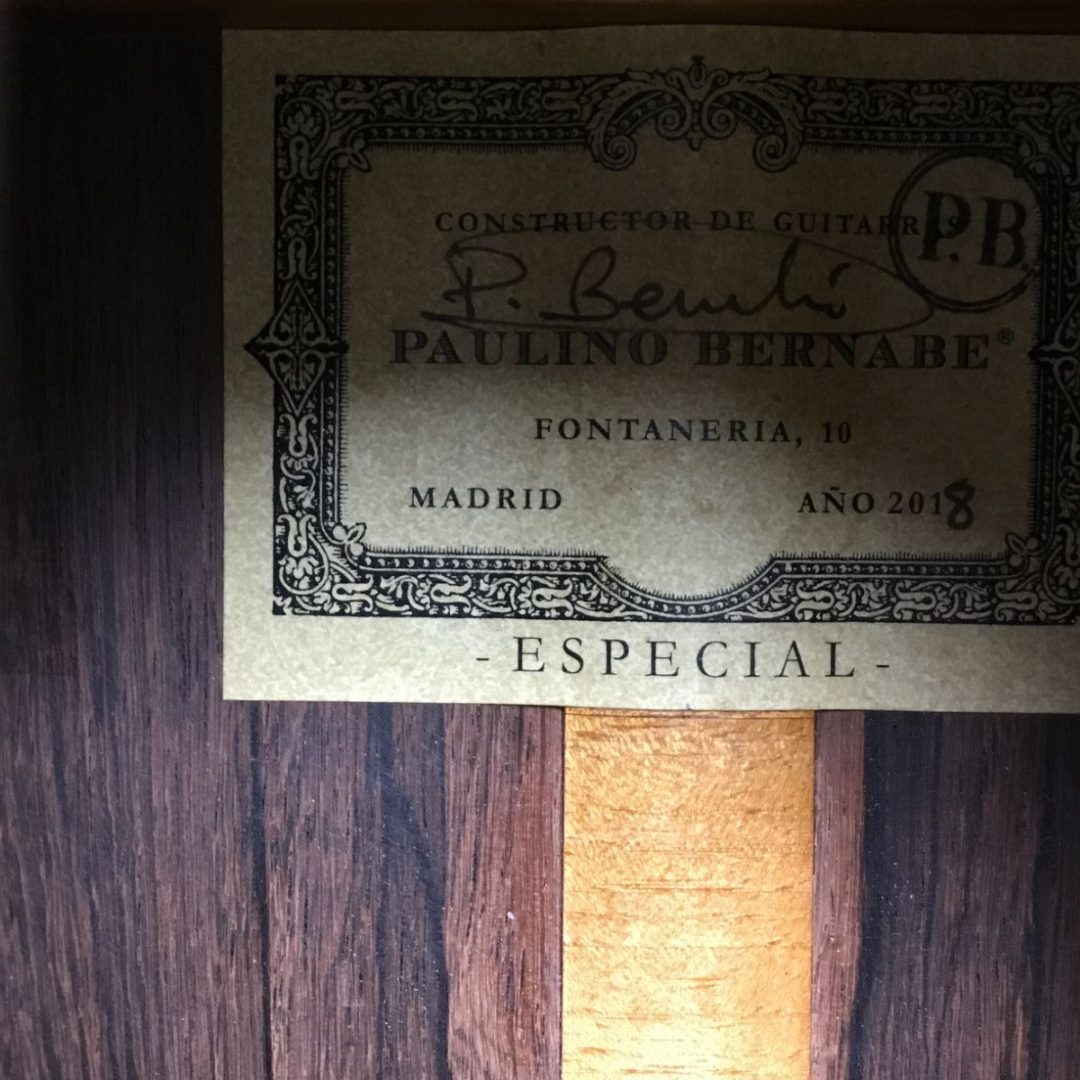 CONSTRUCTOR DE GUITARRAS
P.B.
P. Bernabé
PAULINO BERNABE®
FONTANERIA, 10
MADRID AÑO 2018
- ESPECIAL -